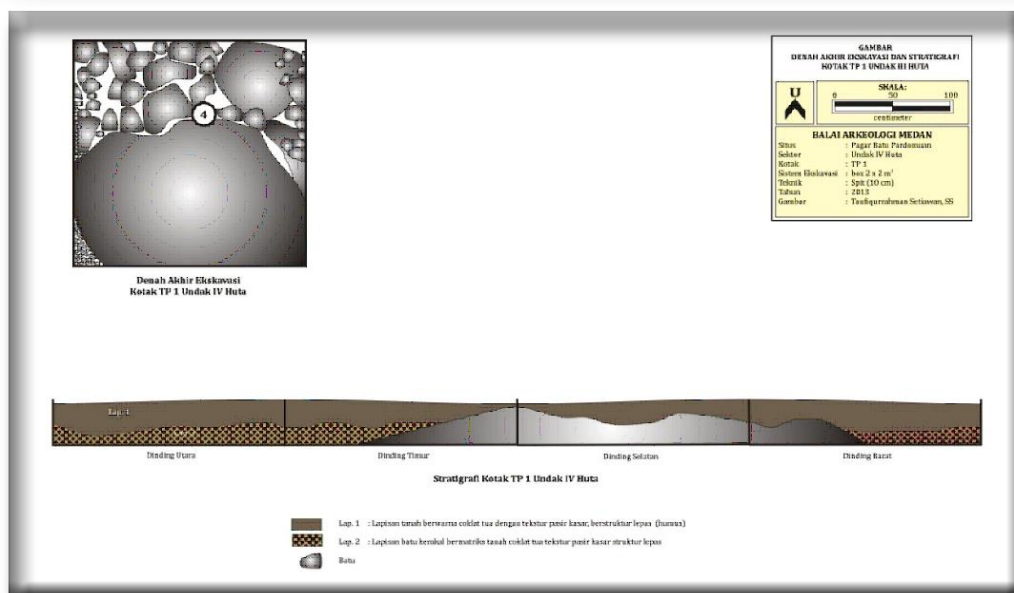 GAMBAR
DENAH AKHIR EKSKAVASI DAN STRATIGRAFI
KOTAK TP 1 UNDAK III HUTA
U
SKALA:
0 50 100
centimeter
BALAI ARKEOLOGI MEDAN
Situs : Pagar Batu Pardomuan
Sektor : Undak IV Huta
Kotak : TP 1
Sistem Ekskavasi : box 2 x 2 m²
Teknik : Spit (10 cm)
Tahun : 2013
Gambar : Taufiqurrahman Setiawan, SS
4
Denah Akhir Ekskavasi
Kotak TP 1 Undak IV Huta
Lap. 1
Dinding Utara Dinding Timur Dinding Selatan Dinding Barat
Stratigrafi Kotak TP 1 Undak IV Huta
Lap. 1 : Lapisan tanah berwarna coklat tua dengan tekstur pasir kasar, berstruktur lepas (humus)
Lap. 2 : Lapisan batu kerakal bermatriks tanah coklat tua tekstur pasir kasar struktur lepas
Batu